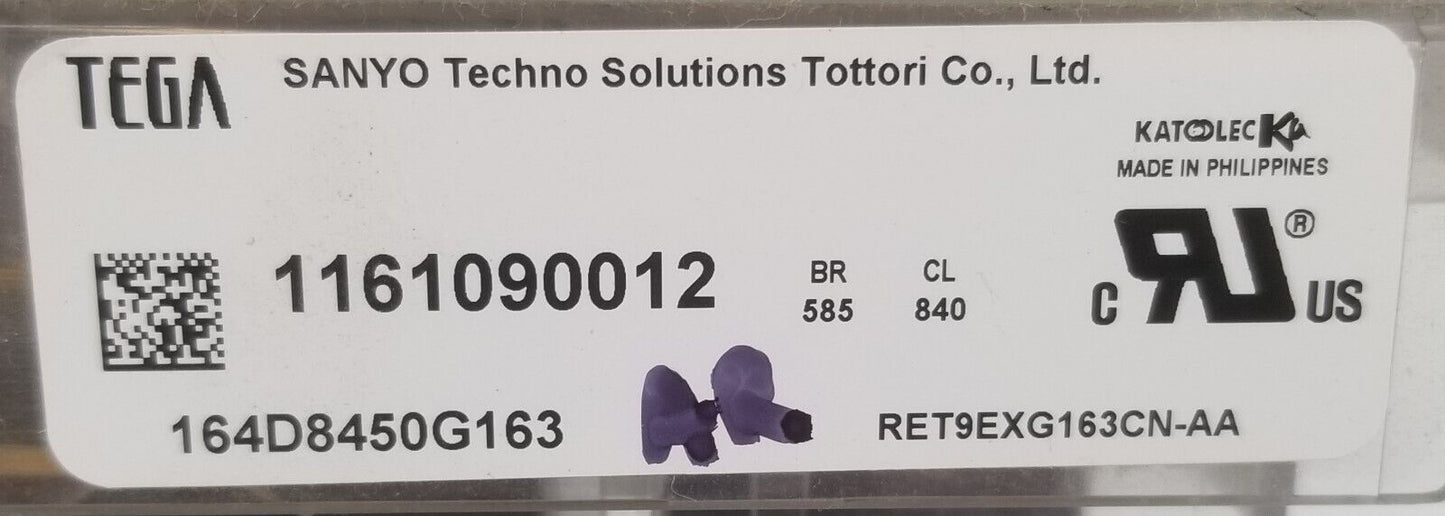 TEGA
SANYO Techno Solutions Tottori Co., Ltd.
KATOLEC
MADE IN PHILIPPINES
1161090012
BR
585
CL
840
C RU ® US
164D8450G163
RET9EXG163CN-AA